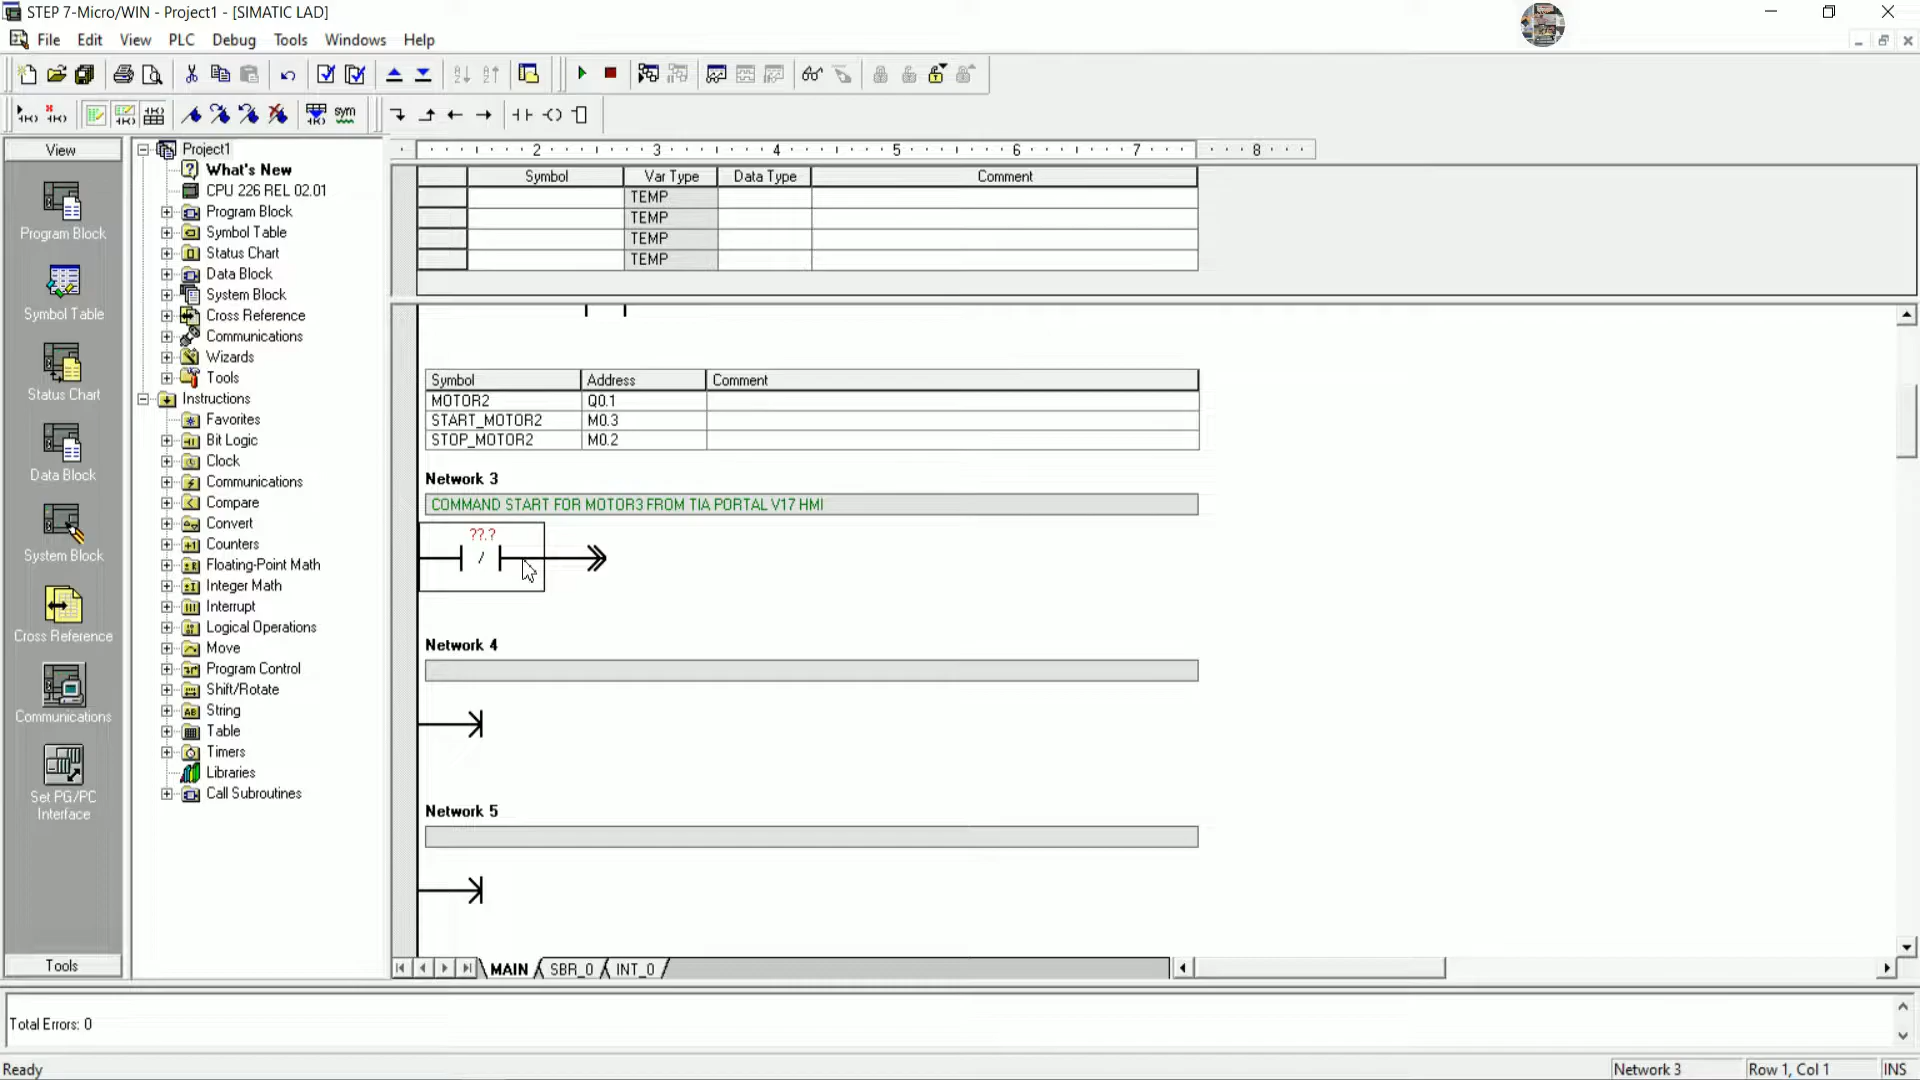 STEP 7-Micro/WIN - Project1 - [SIMATIC LAD]
File Edit View PLC Debug Tools Windows Help
sym
View
Program Block
Symbol Table
Status Chart
Data Block
System Block
Cross Reference
Communications
Set PG/PC
Interface
Tools
Project1
What's New
CPU 226 REL 02.01
Program Block
Symbol Table
Status Chart
Data Block
System Block
Cross Reference
Communications
Wizards
Tools
Instructions
Favorites
Bit Logic
Clock
Communications
Compare
Convert
Counters
Floating-Point Math
Integer Math
Interrupt
Logical Operations
Move
Program Control
Shift/Rotate
String
Table
Timers
Libraries
Call Subroutines
2 3 4 5 6 7 8
Symbol Var Type Data Type Comment
TEMP
TEMP
TEMP
TEMP
Symbol Address Comment
MOTOR2 Q0.1
START_MOTOR2 M0.3
STOP_MOTOR2 M0.2
Network 3
COMMAND START FOR MOTOR3 FROM TIA PORTAL V17 HMI
??.?
/
Network 4
Network 5
MAIN SBR_0 INT_0
Total Errors: 0
Ready
Network 3 Row 1, Col 1 INS